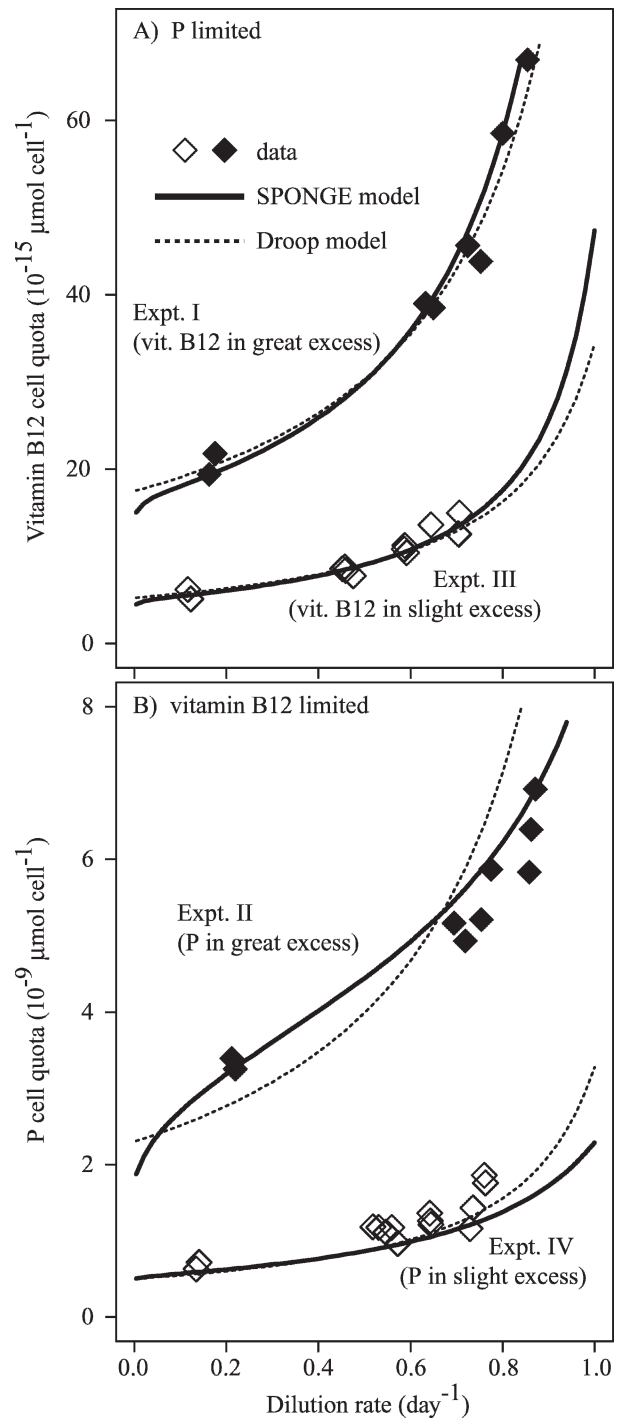 A) P limited
60
data
SPONGE model
Droop model
40
Expt. I
(vit. B12 in great excess)
20
Expt. III
(vit. B12 in slight excess)
0
Vitamin B12 cell quota (10⁻¹⁵ μmol cell⁻¹)
B) vitamin B12 limited
8
6
Expt. II
(P in great excess)
4
2
Expt. IV
(P in slight excess)
0
P cell quota (10⁻⁹ μmol cell⁻¹)
0.0 0.2 0.4 0.6 0.8 1.0
Dilution rate (day⁻¹)